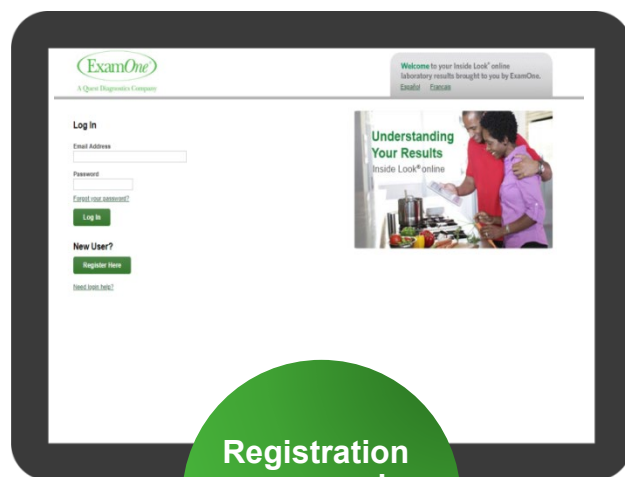 ExamOne
A Quest Diagnostics Company
Welcome to your Inside Look® online
laboratory results brought to you by ExamOne.
Español Français
Log In
Email Address
Password
Forgot your password?
Log In
New User?
Register Here
Need login help?
Understanding
Your Results
Inside Look® online
Registration